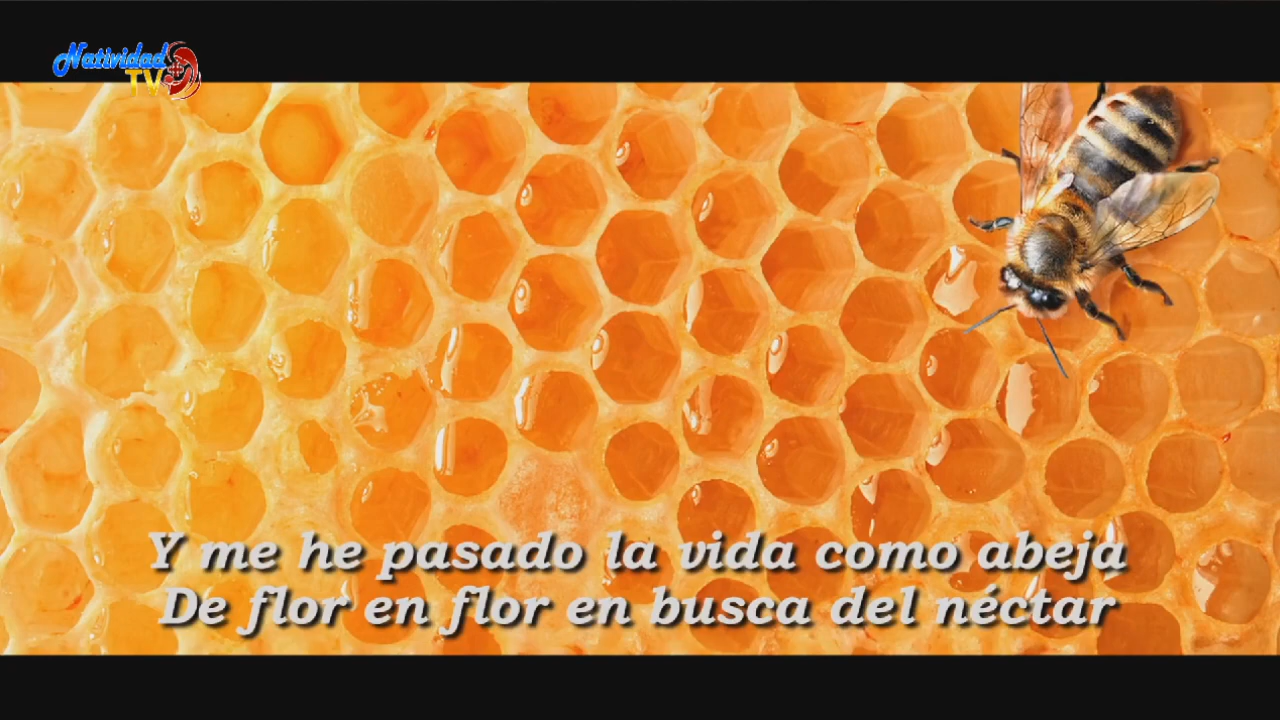 Natividad
TV
Y me he pasado la vida como abeja
De flor en flor en busca del néctar